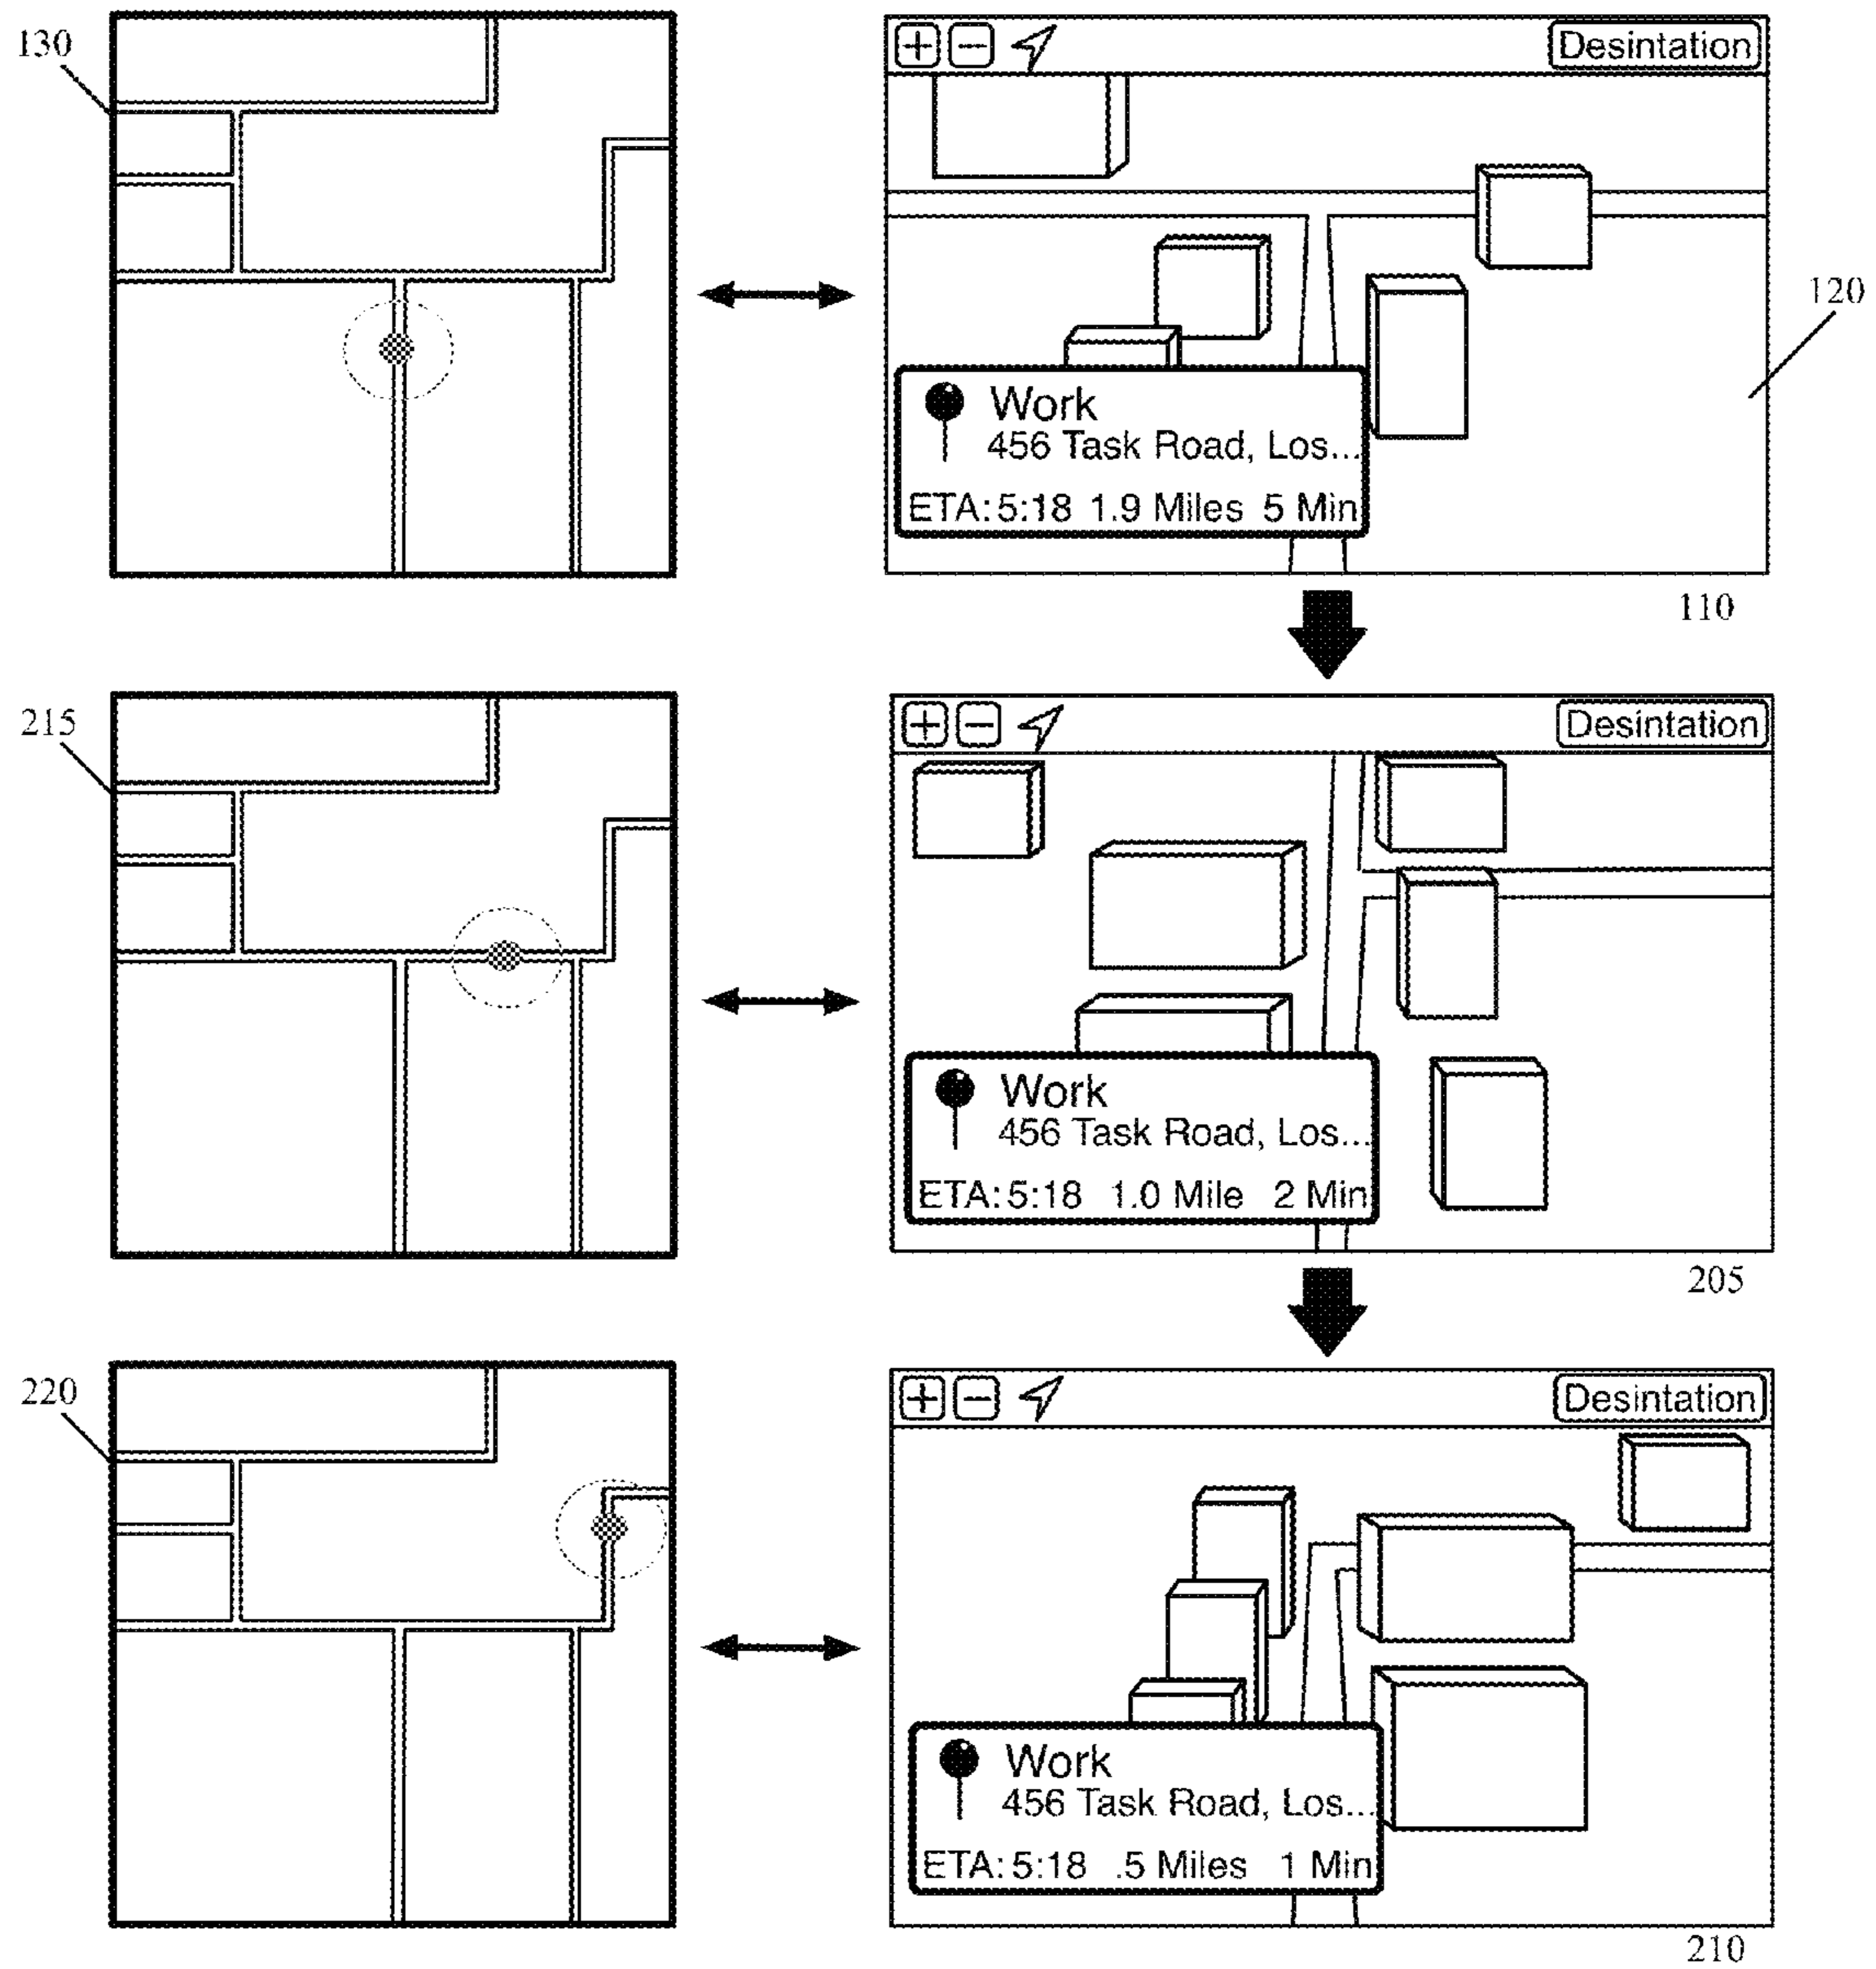 130
Desintation
120
Work
456 Task Road, Los...
ETA: 5:18 1.9 Miles 5 Min
110
215
Desintation
Work
456 Task Road, Los...
ETA: 5:18 1.0 Mile 2 Min
205
220
Desintation
Work
456 Task Road, Los...
ETA: 5:18 .5 Miles 1 Min
210